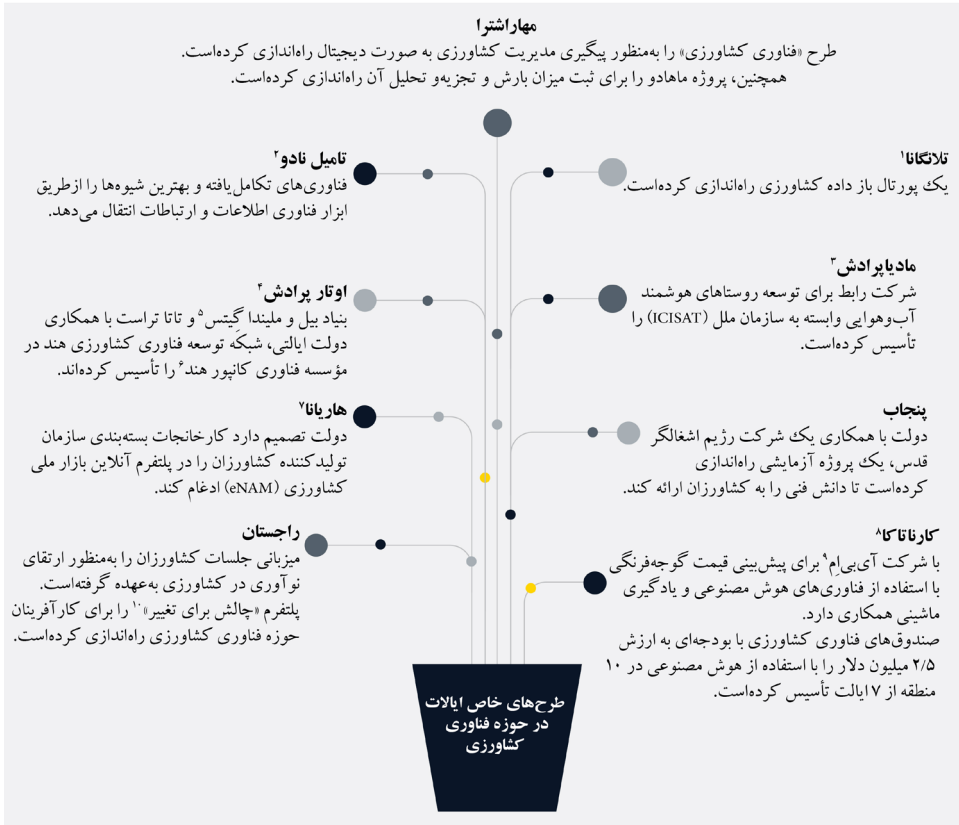 مهاراشترا
طرح «فناوری کشاورزی» را به‌منظور پیگیری مدیریت کشاورزی به صورت دیجیتال راه‌اندازی کرده‌است.
همچنین، پروژه ماهادو را برای ثبت میزان بارش و تجزیه‌و تحلیل آن راه‌اندازی کرده‌است.
تلانگانا۱
یک پورتال باز داده کشاورزی راه‌اندازی کرده‌است.
تامیل نادو۲
فناوری‌های تکامل‌یافته و بهترین شیوه‌ها را ازطریق
ابزار فناوری اطلاعات و ارتباطات انتقال می‌دهد.
مادیاپرادش۳
شرکت رابط برای توسعه روستاهای هوشمند
آب‌وهوایی وابسته به سازمان ملل (ICISAT) را
تأسیس کرده‌است.
اوتار پرادش۴
بنیاد بیل و ملیندا گِیتس۵ و تاتا تراست با همکاری
دولت ایالتی، شبکه توسعه فناوری کشاورزی هند در
مؤسسه فناوری کانپور هند۶ را تأسیس کرده‌اند.
پنجاب
دولت با همکاری یک شرکت رژیم اشغالگر
قدس، یک پروژه آزمایشی راه‌اندازی
کرده‌است تا دانش فنی را به کشاورزان ارائه کند.
هاریانا۷
دولت تصمیم دارد کارخانجات بسته‌بندی سازمان
تولیدکننده کشاورزان را در پلتفرم آنلاین بازار ملی
کشاورزی (eNAM) ادغام کند.
کارناتاکا۸
با شرکت آی‌بی‌اِم۹ برای پیش‌بینی قیمت گوجه‌فرنگی
با استفاده از فناوری‌های هوش مصنوعی و یادگیری
ماشینی همکاری دارد.
صندوق‌های فناوری کشاورزی با بودجه‌ای به ارزش
۲/۵ میلیون دلار را با استفاده از هوش مصنوعی در ۱۰
منطقه از ۷ ایالت تأسیس کرده‌است.
راجستان
میزبانی جلسات کشاورزان را به‌منظور ارتقای
نوآوری در کشاورزی به‌عهده گرفته‌است.
پلتفرم «چالش برای تغییر»۱۰ را برای کارآفرینان
حوزه فناوری کشاورزی راه‌اندازی کرده‌است.
طرح‌های خاص ایالات
در حوزه فناوری
کشاورزی